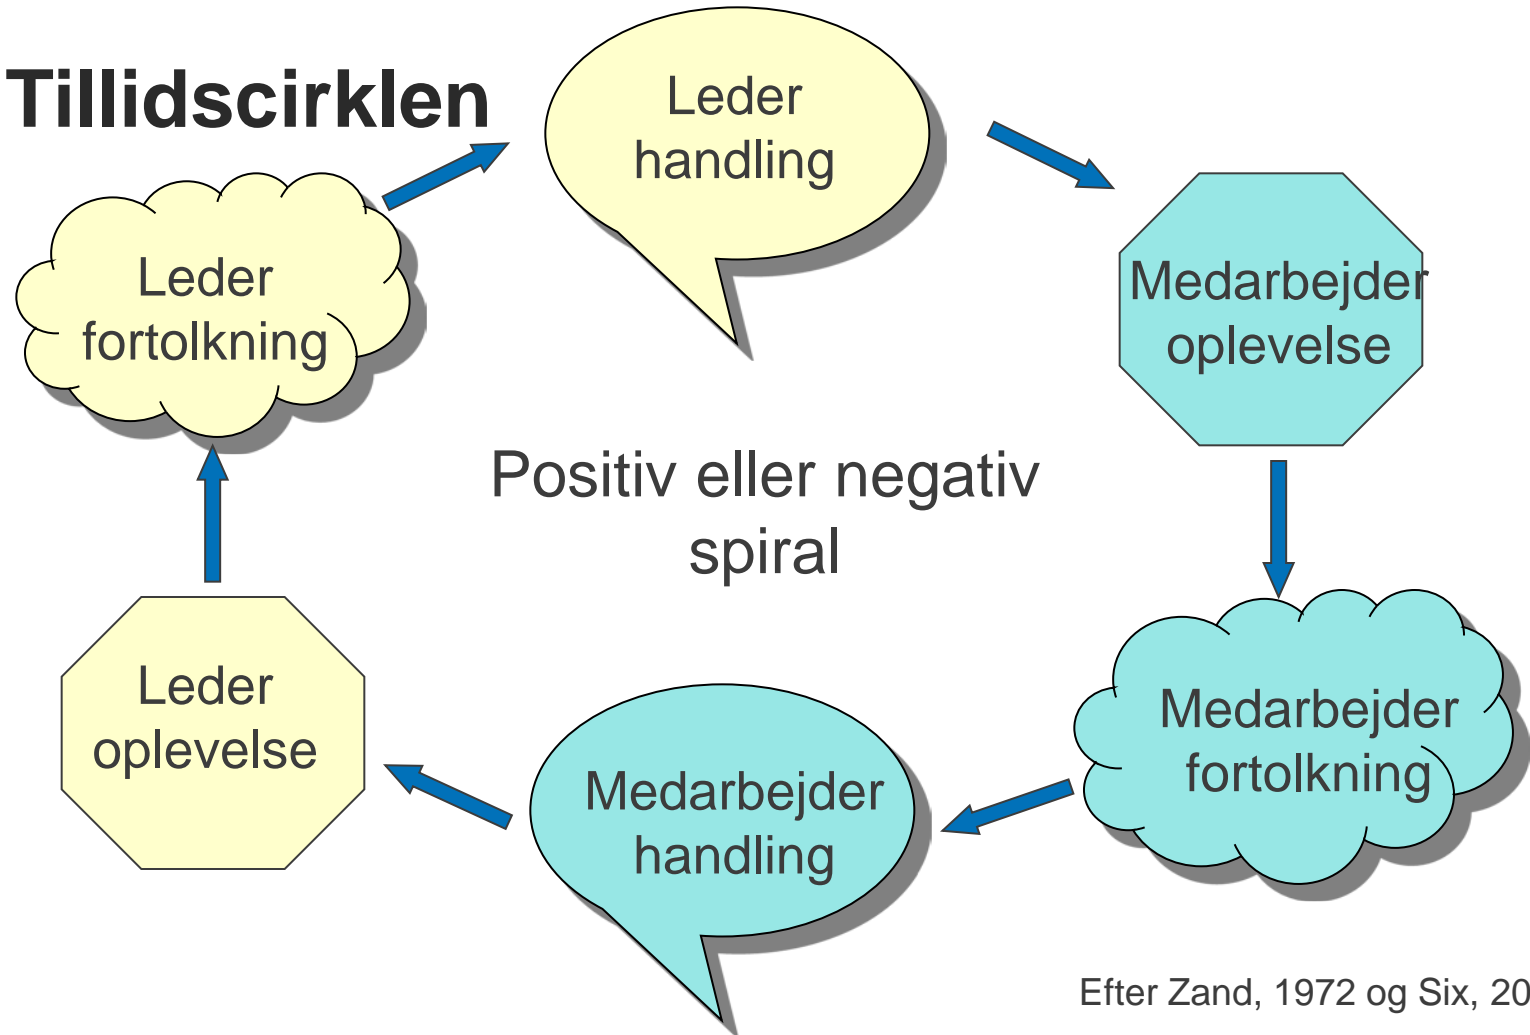 Tillidscirklen
Leder
handling
Medarbejder
oplevelse
Medarbejder
fortolkning
Medarbejder
handling
Leder
oplevelse
Leder
fortolkning
Positiv eller negativ
spiral
Efter Zand, 1972 og Six, 20